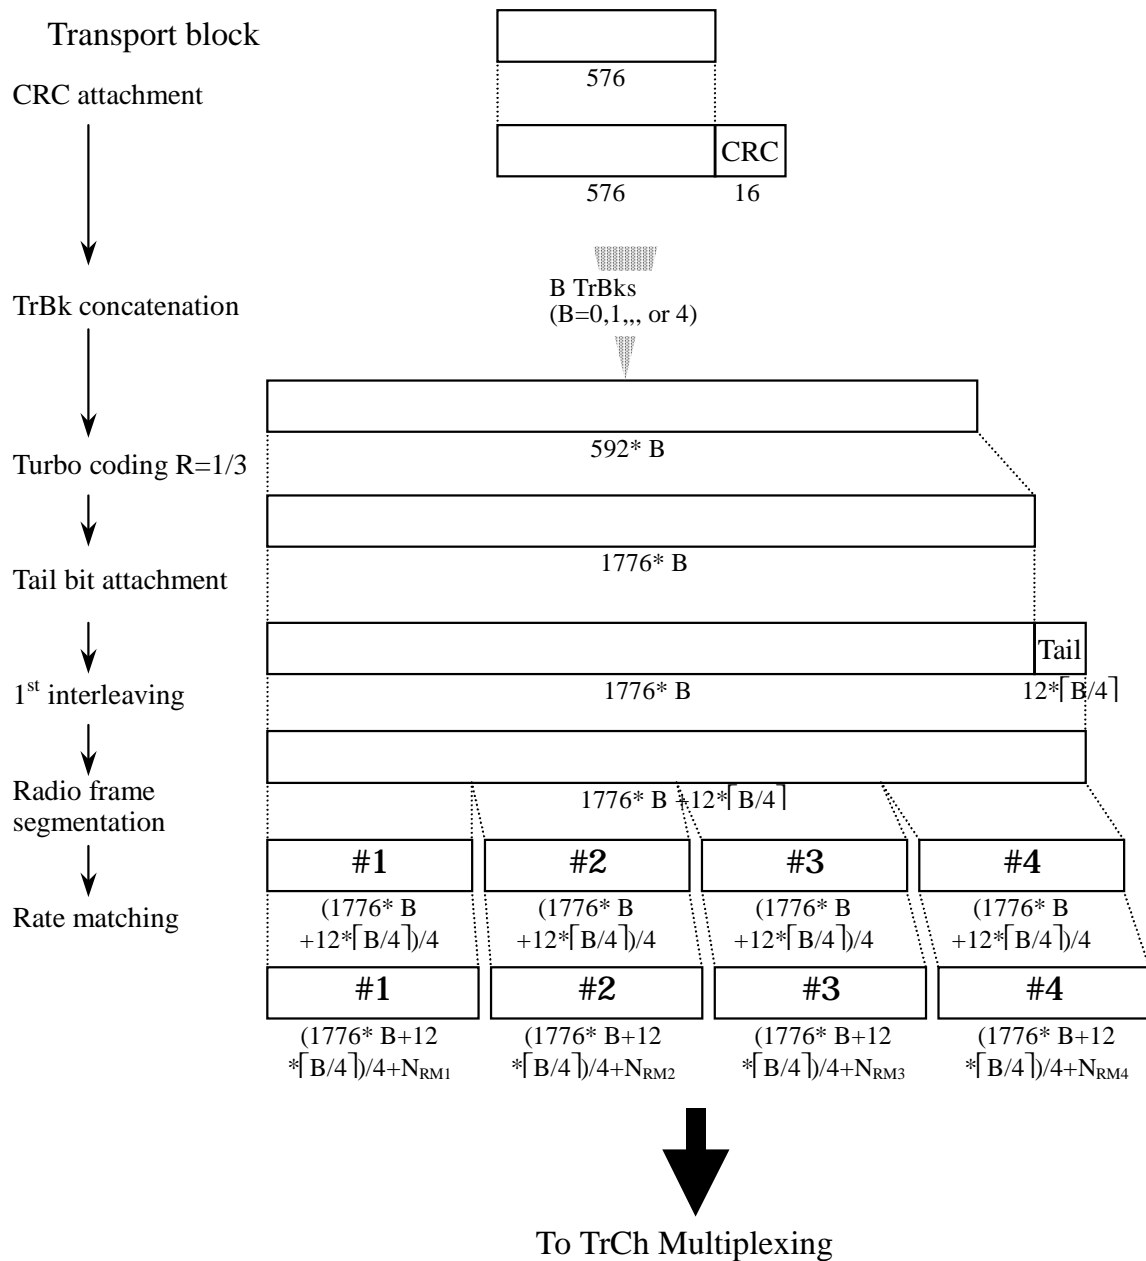 Transport block
576
CRC attachment
CRC
576 16
B TrBks
(B=0,1,,, or 4)
TrBk concatenation
592* B
Turbo coding R=1/3
1776* B
Tail bit attachment
Tail
1776* B 12*⌈B/4⌉
1st interleaving
1776* B +12*⌈B/4⌉
Radio frame
segmentation
#1 #2 #3 #4
Rate matching
(1776* B (1776* B (1776* B (1776* B
+12*⌈B/4⌉)/4 +12*⌈B/4⌉)/4 +12*⌈B/4⌉)/4 +12*⌈B/4⌉)/4
#1 #2 #3 #4
(1776* B+12 (1776* B+12 (1776* B+12 (1776* B+12
*⌈B/4⌉)/4+NRM1 *⌈B/4⌉)/4+NRM2 *⌈B/4⌉)/4+NRM3 *⌈B/4⌉)/4+NRM4
To TrCh Multiplexing